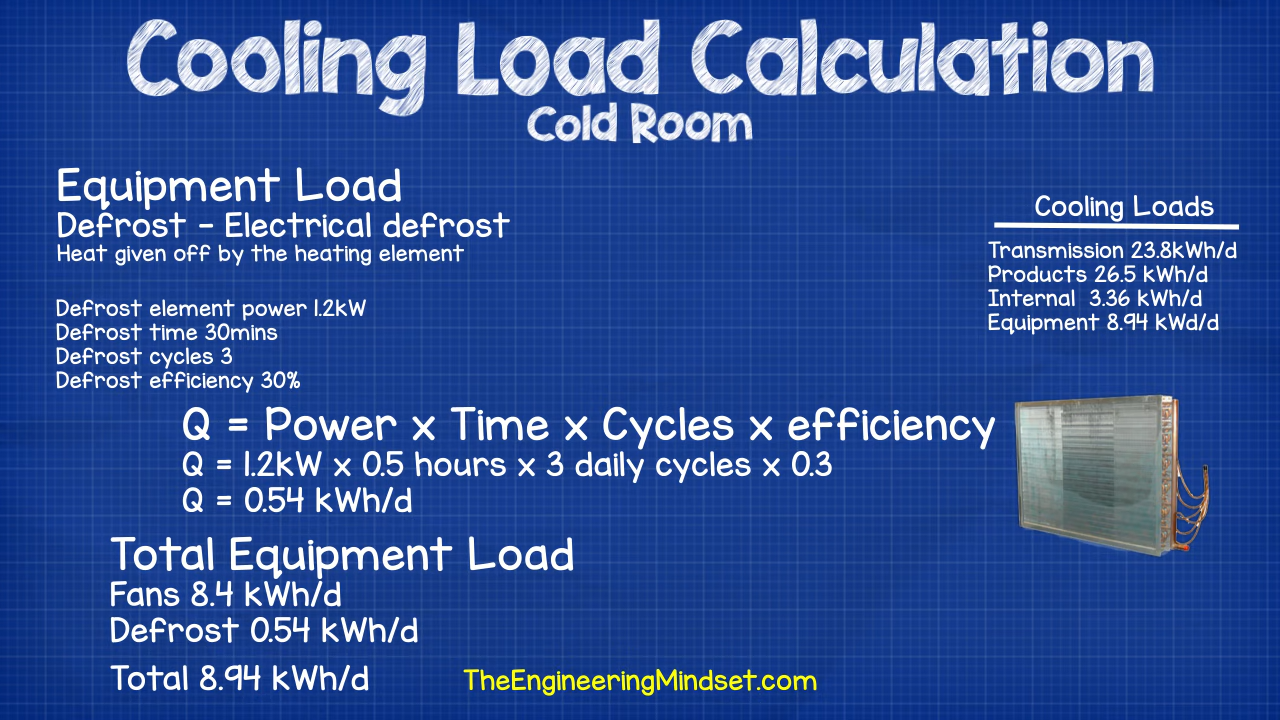 Cooling Load Calculation
Cold Room
Equipment Load
Defrost - Electrical defrost
Heat given off by the heating element
Defrost element power 1.2kW
Defrost time 30mins
Defrost cycles 3
Defrost efficiency 30%
Cooling Loads
Transmission 23.8kWh/d
Products 26.5 kWh/d
Internal 3.36 kWh/d
Equipment 8.94 kWd/d
Q = Power x Time x Cycles x efficiency
Q = 1.2kW x 0.5 hours x 3 daily cycles x 0.3
Q = 0.54 kWh/d
Total Equipment Load
Fans 8.4 kWh/d
Defrost 0.54 kWh/d
Total 8.94 kWh/d
TheEngineeringMindset.com